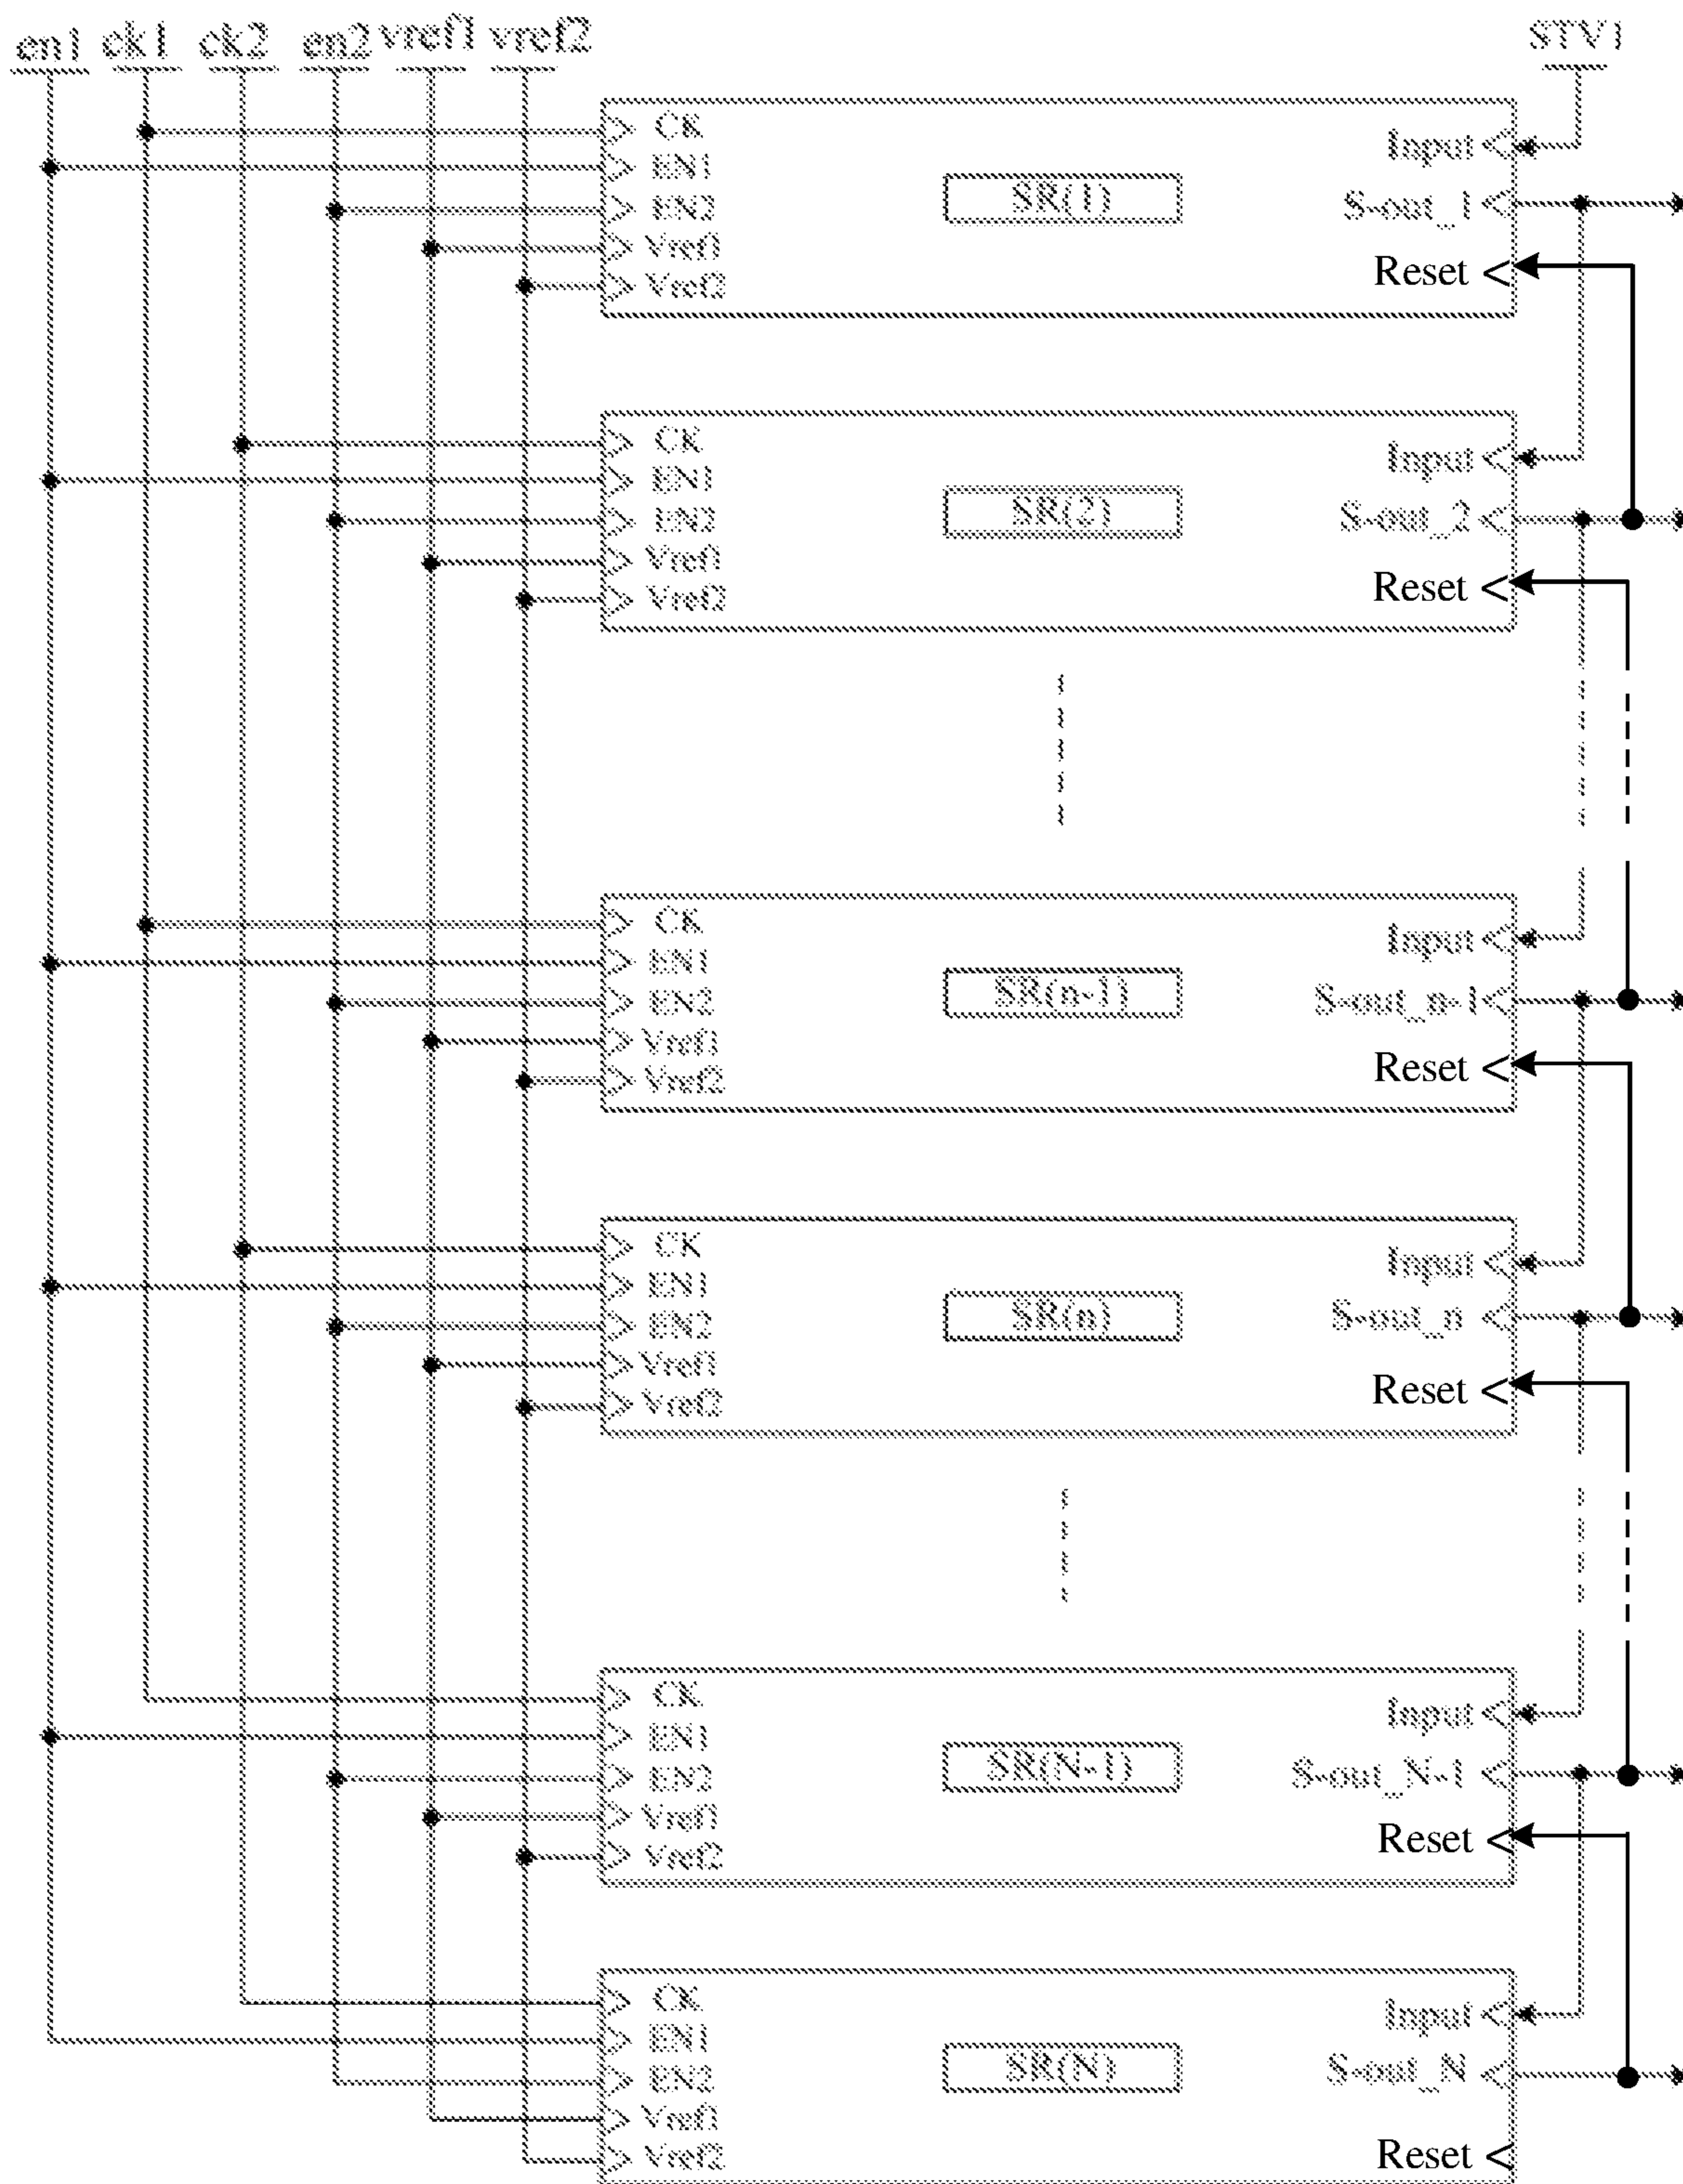 en1 ck1 ck2 en2 vref1 vref2 STV1
CK
EN1
EN2
Vref1
Vref2
SR(1)
Input
S-out_1
Reset
CK
EN1
EN2
Vref1
Vref2
SR(2)
Input
S-out_2
Reset
CK
EN1
EN2
Vref1
Vref2
SR(n-1)
Input
S-out_n-1
Reset
CK
EN1
EN2
Vref1
Vref2
SR(n)
Input
S-out_n
Reset
CK
EN1
EN2
Vref1
Vref2
SR(N-1)
Input
S-out_N-1
Reset
CK
EN1
EN2
Vref1
Vref2
SR(N)
Input
S-out_N
Reset